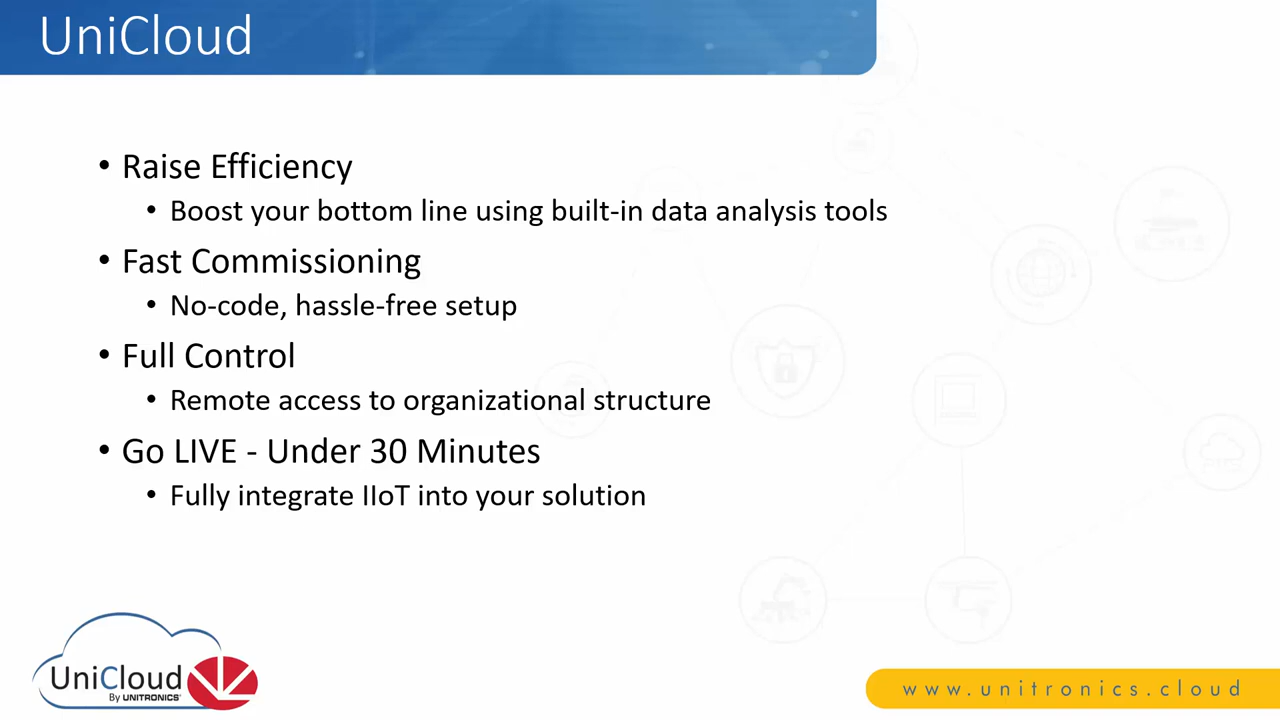 UniCloud
• Raise Efficiency
• Boost your bottom line using built-in data analysis tools
• Fast Commissioning
• No-code, hassle-free setup
• Full Control
• Remote access to organizational structure
• Go LIVE - Under 30 Minutes
• Fully integrate IIoT into your solution
UniCloud
By UNITRONICS
www.unitronics.cloud